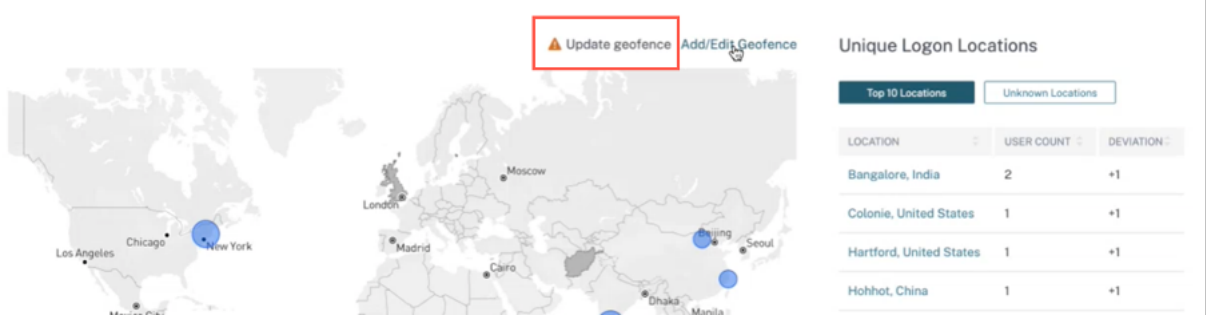 Update geofence Add/Edit Geofence
Unique Logon Locations
Top 10 Locations Unknown Locations
LOCATION USER COUNT DEVIATION
Bangalore, India 2 +1
Colonie, United States 1 +1
Hartford, United States 1 +1
Hohhot, China 1 +1
Moscow
London
Chicago
New York
Los Angeles
Madrid
Beijing
Seoul
Cairo
Dhaka
Manila
Mexico City